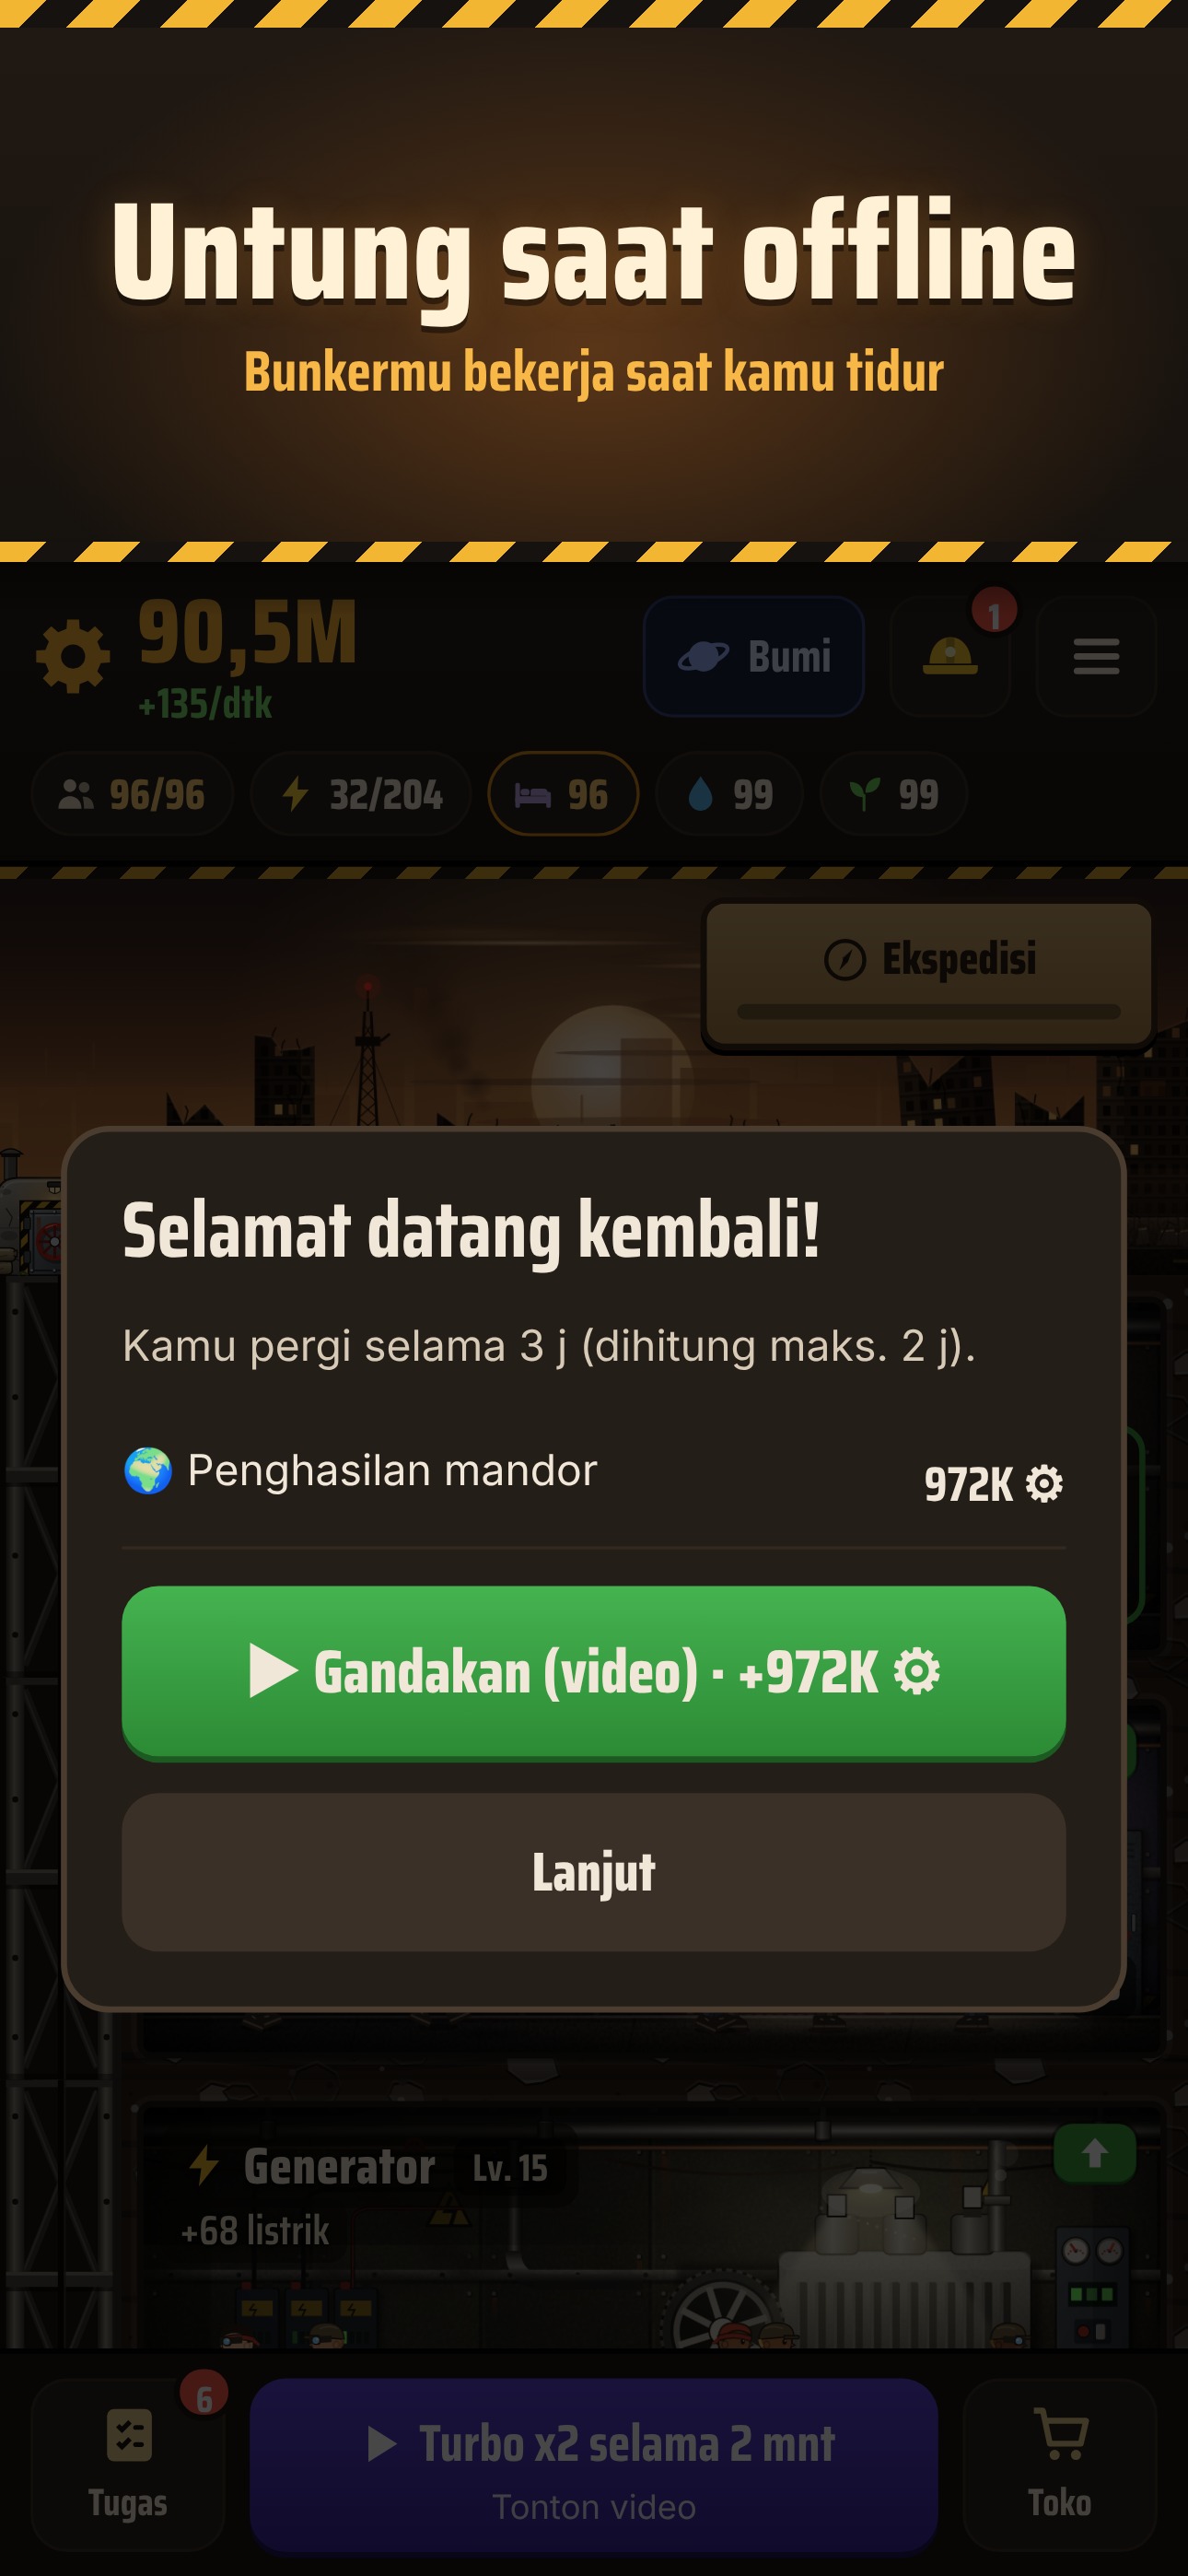 Untung saat offline
Bunkermu bekerja saat kamu tidur
90,5M
+135/dtk
Bumi
1
96/96
32/204
96
99
99
Ekspedisi
Selamat datang kembali!
Kamu pergi selama 3 j (dihitung maks. 2 j).
Penghasilan mandor
972K
Gandakan (video) · +972K
Lanjut
Generator Lv. 15
+68 listrik
6
Tugas
Turbo x2 selama 2 mnt
Tonton video
Toko